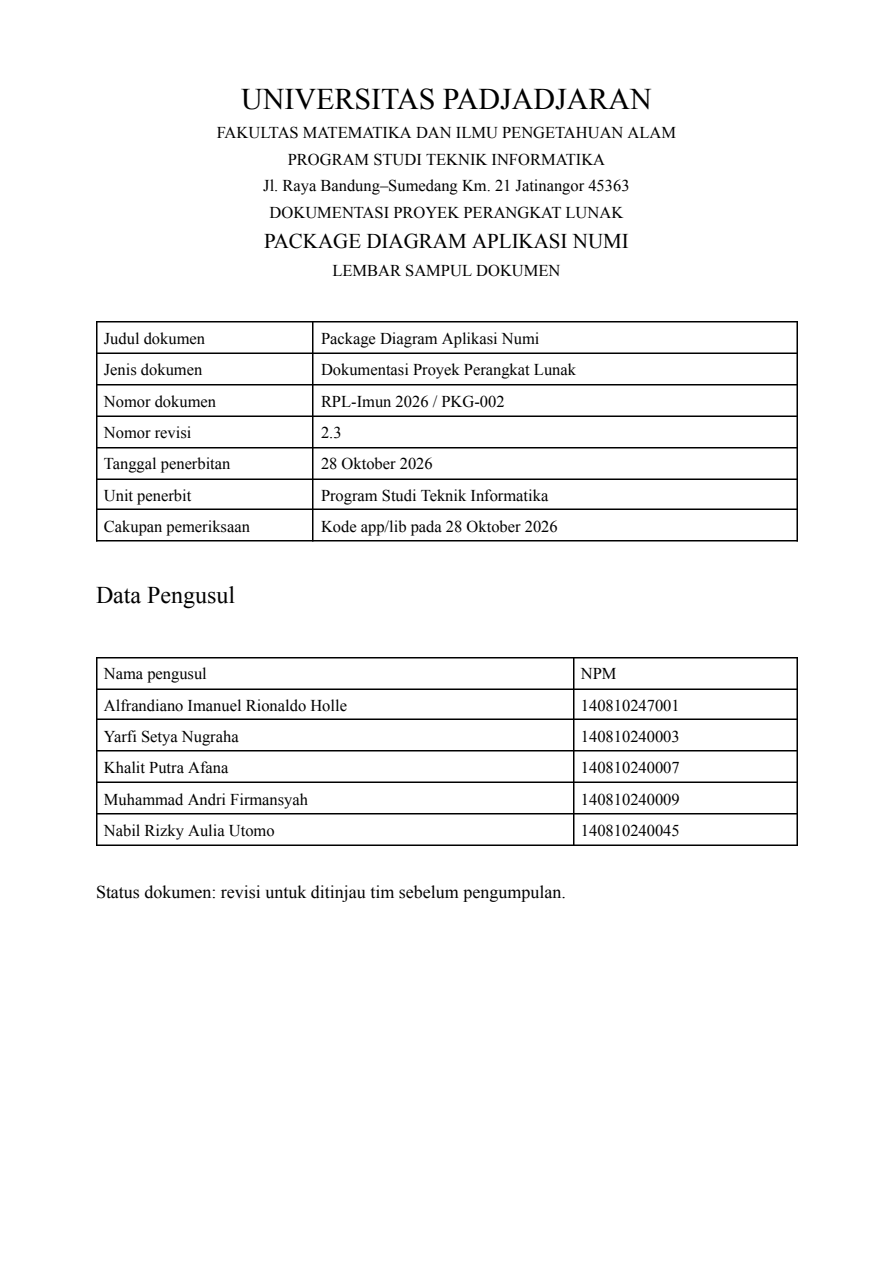 UNIVERSITAS PADJADJARAN
FAKULTAS MATEMATIKA DAN ILMU PENGETAHUAN ALAM
PROGRAM STUDI TEKNIK INFORMATIKA
Jl. Raya Bandung–Sumedang Km. 21 Jatinangor 45363
DOKUMENTASI PROYEK PERANGKAT LUNAK
PACKAGE DIAGRAM APLIKASI NUMI
LEMBAR SAMPUL DOKUMEN
Judul dokumen Package Diagram Aplikasi Numi
Jenis dokumen Dokumentasi Proyek Perangkat Lunak
Nomor dokumen RPL-Imun 2026 / PKG-002
Nomor revisi 2.3
Tanggal penerbitan 28 Oktober 2026
Unit penerbit Program Studi Teknik Informatika
Cakupan pemeriksaan Kode app/lib pada 28 Oktober 2026
Data Pengusul
Nama pengusul NPM
Alfrandiano Imanuel Rionaldo Holle 140810247001
Yarfi Setya Nugraha 140810240003
Khalit Putra Afana 140810240007
Muhammad Andri Firmansyah 140810240009
Nabil Rizky Aulia Utomo 140810240045
Status dokumen: revisi untuk ditinjau tim sebelum pengumpulan.